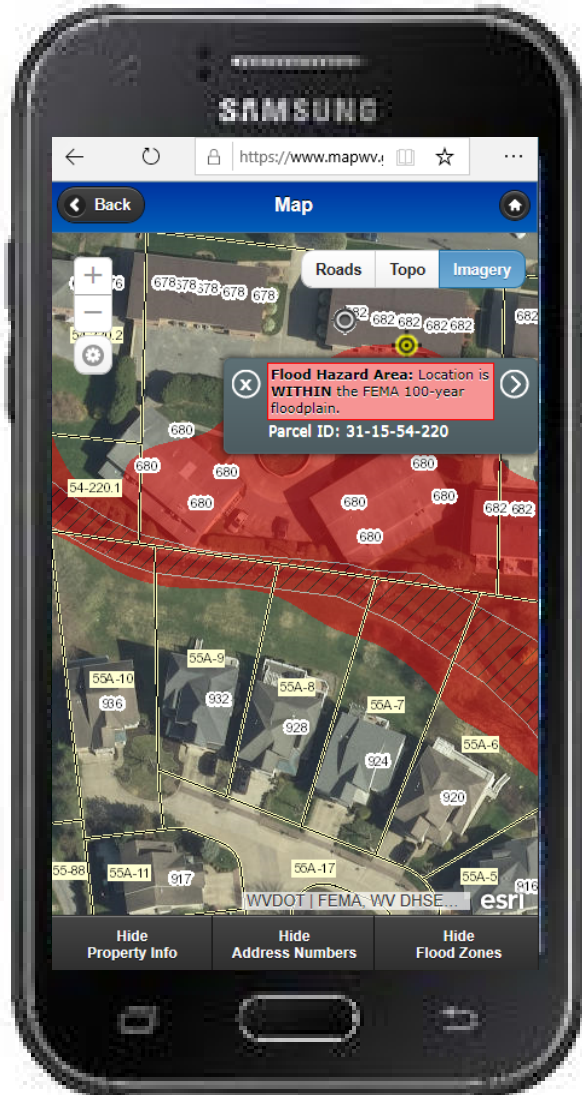 SAMSUNG
https://www.mapwv.g
Back
Map
Roads
Topo
Imagery
678
678
678
678
678
682
682
682
682
682
682
Flood Hazard Area: Location is
WITHIN the FEMA 100-year
floodplain.
Parcel ID: 31-15-54-220
680
680
680
680
54-220.1
680
680
680
682
682
680
55A-9
55A-10
55A-8
932
936
55A-7
928
55A-6
924
920
55-88
55A-11
917
55A-17
55A-5
916
WVDOT | FEMA, WV DHSE...
esri
Hide
Property Info
Hide
Address Numbers
Hide
Flood Zones